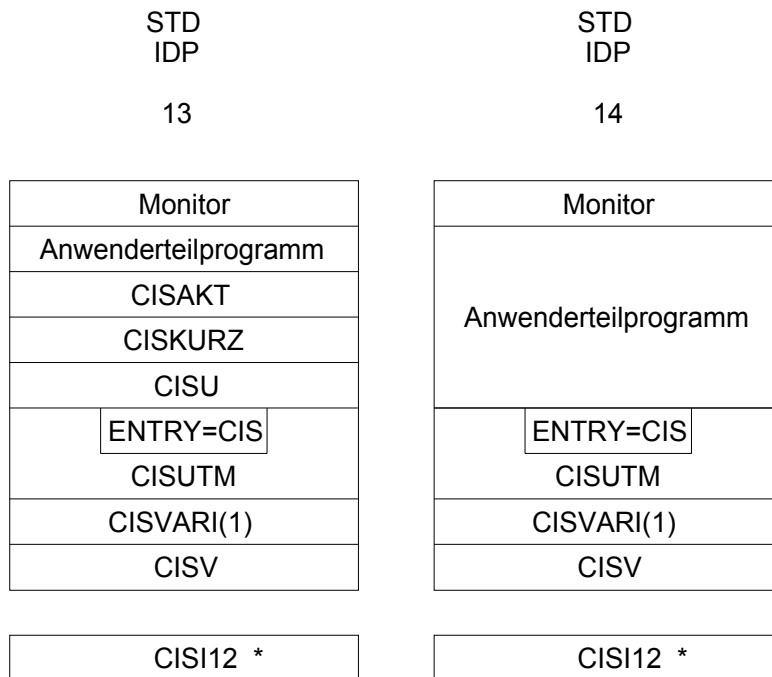 STD
IDP
13
Monitor
Anwenderteilprogramm
CISAKT
CISKURZ
CISU
ENTRY=CIS
CISUTM
CISVARI(1)
CISV
CISI12 *
STD
IDP
14
Monitor
Anwenderteilprogramm
ENTRY=CIS
CISUTM
CISVARI(1)
CISV
CISI12 *